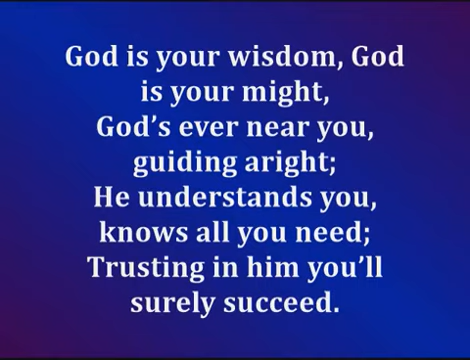 God is your wisdom, God
is your might,
God’s ever near you,
guiding aright;
He understands you,
knows all you need;
Trusting in him you’ll
surely succeed.